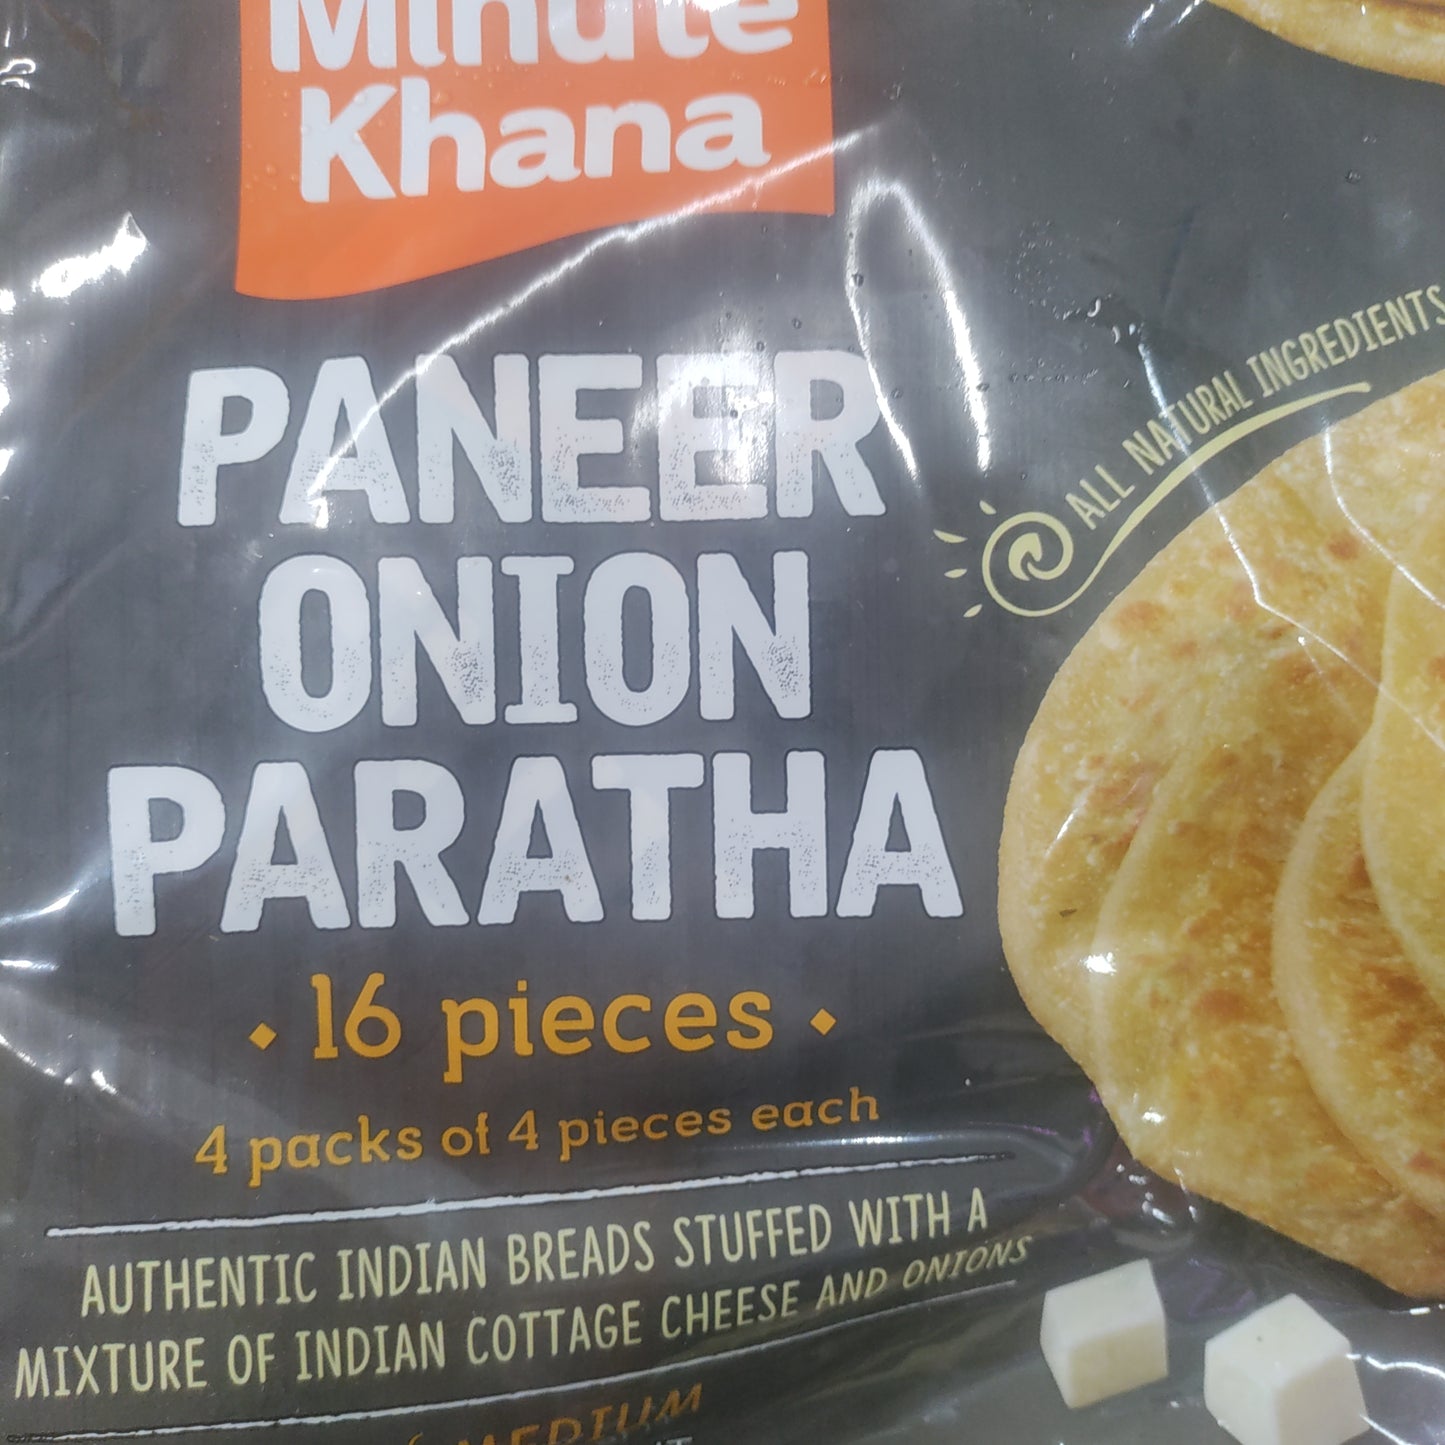 Minute
Khana
PANEER
ONION
PARATHA
• 16 pieces •
4 packs of 4 pieces each
AUTHENTIC INDIAN BREADS STUFFED WITH A
MIXTURE OF INDIAN COTTAGE CHEESE AND ONIONS
MEDIUM
ALL NATURAL INGREDIENTS